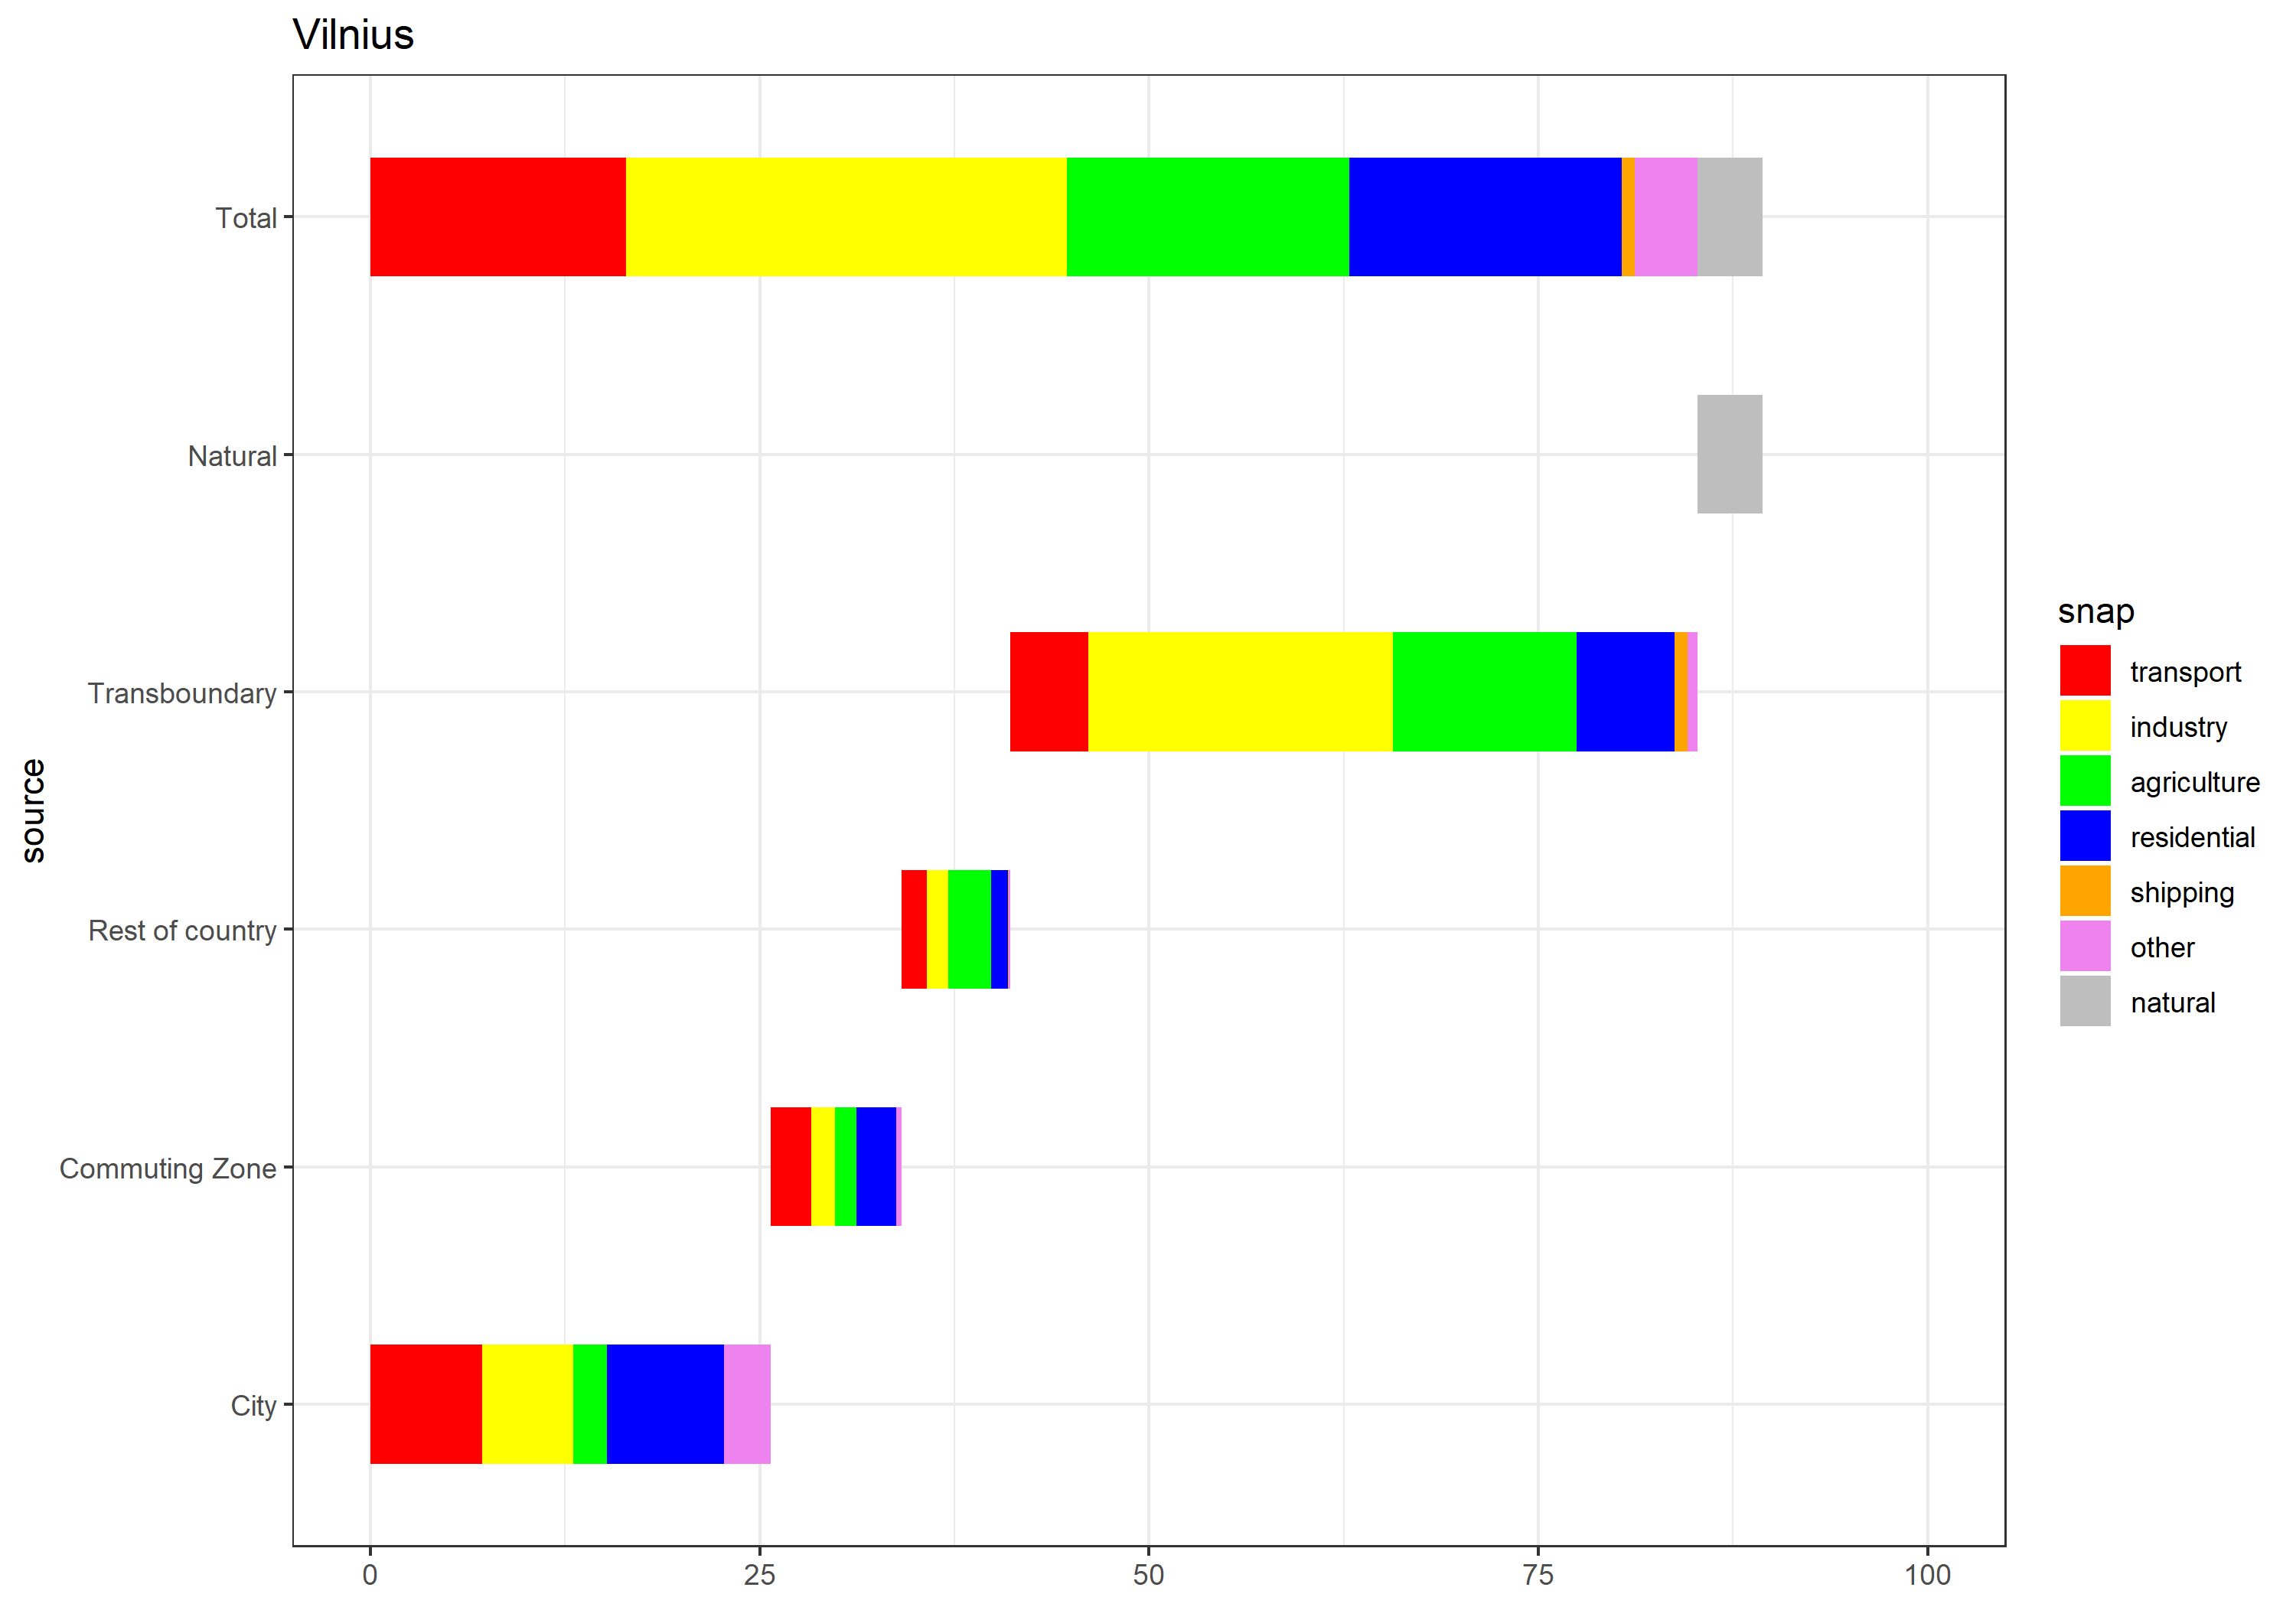 Vilnius
Total
Natural
Transboundary
Rest of country
Commuting Zone
City
source
0 25 50 75 100
snap
transport
industry
agriculture
residential
shipping
other
natural